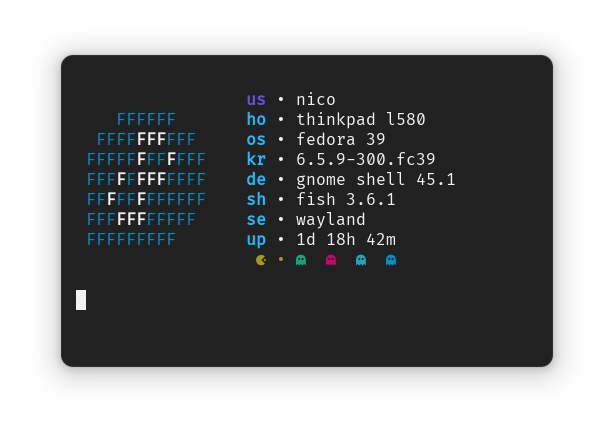 us • nico
FFFFFF ho • thinkpad l580
FFFFFFFFFF os • fedora 39
FFFFFFFFFFFF kr • 6.5.9-300.fc39
FFFFFFFFFFFF de • gnome shell 45.1
FFFFFFFFFFFF sh • fish 3.6.1
FFFFFFFFFFF se • wayland
FFFFFFFFF up • 1d 18h 42m
•